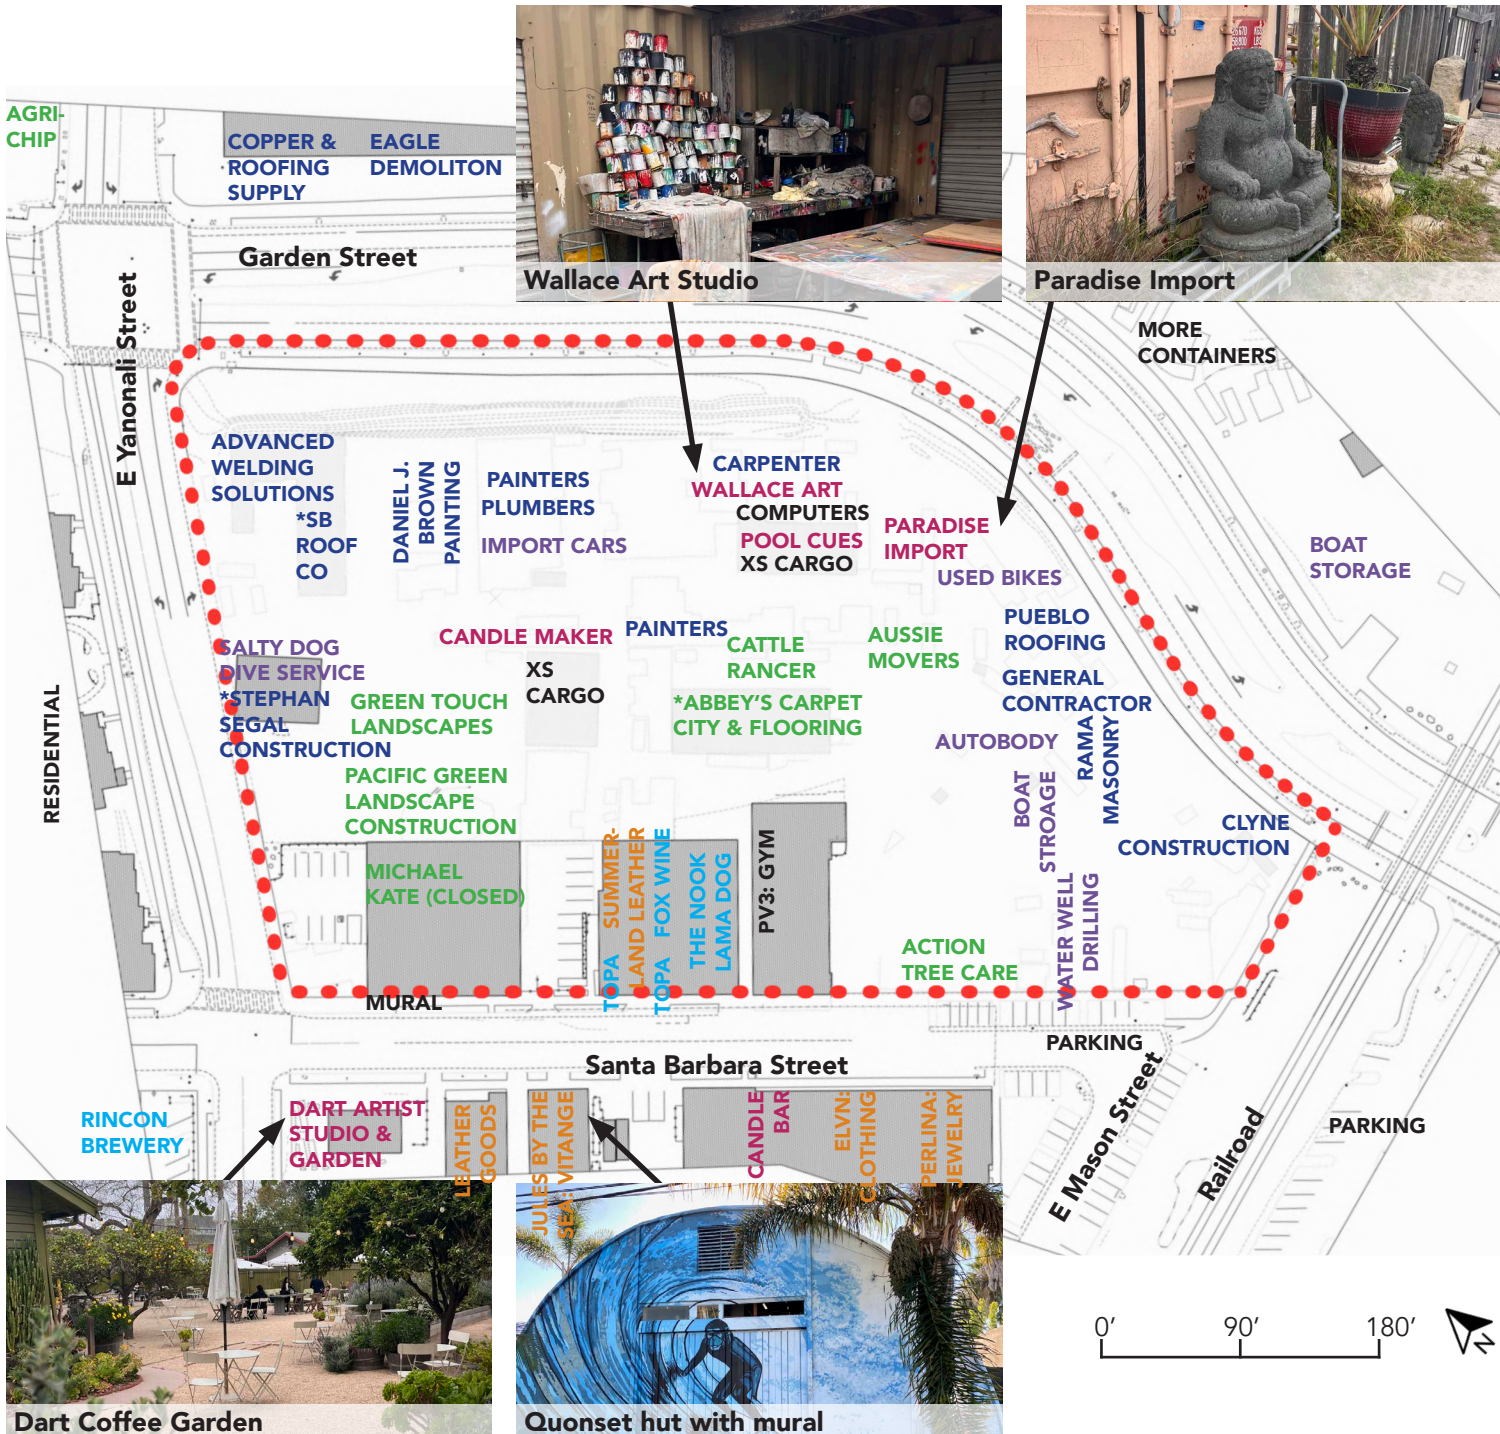 AGRI-
CHIP
COPPER &
ROOFING
SUPPLY
EAGLE
DEMOLITON
Garden Street
E Yanonali Street
Wallace Art Studio
Paradise Import
MORE
CONTAINERS
ADVANCED
WELDING
SOLUTIONS
*SB
ROOF
CO
DANIEL J.
BROWN
PAINTING
PAINTERS
PLUMBERS
IMPORT CARS
CARPENTER
WALLACE ART
COMPUTERS
POOL CUES
XS CARGO
PARADISE
IMPORT
USED BIKES
BOAT
STORAGE
PUEBLO
ROOFING
GENERAL
CONTRACTOR
SALTY DOG
DIVE SERVICE
*STEPHAN
SEGAL
CONSTRUCTION
CANDLE MAKER
XS
CARGO
PAINTERS
CATTLE
RANCER
AUSSIE
MOVERS
GREEN TOUCH
LANDSCAPES
*ABBEY'S CARPET
CITY & FLOORING
AUTOBODY
RAMA
MASONRY
BOAT
STROAGE
RESIDENTIAL
PACIFIC GREEN
LANDSCAPE
CONSTRUCTION
CLYNE
CONSTRUCTION
MICHAEL
KATE (CLOSED)
TOPA
SUMMER-
LAND LEATHER
TOPA
FOX WINE
THE NOOK
LAMA DOG
PV3: GYM
WATER WELL
DRILLING
ACTION
TREE CARE
MURAL
PARKING
Santa Barbara Street
E Mason Street
Railroad
PARKING
RINCON
BREWERY
DART ARTIST
STUDIO &
GARDEN
LEATHER
GOODS
JULES BY THE
SEA: VITANGE
CANDLE
BAR
ELVN:
CLOTHING
PERLINA:
JEWELRY
Dart Coffee Garden
Quonset hut with mural
0'
90'
180'
N